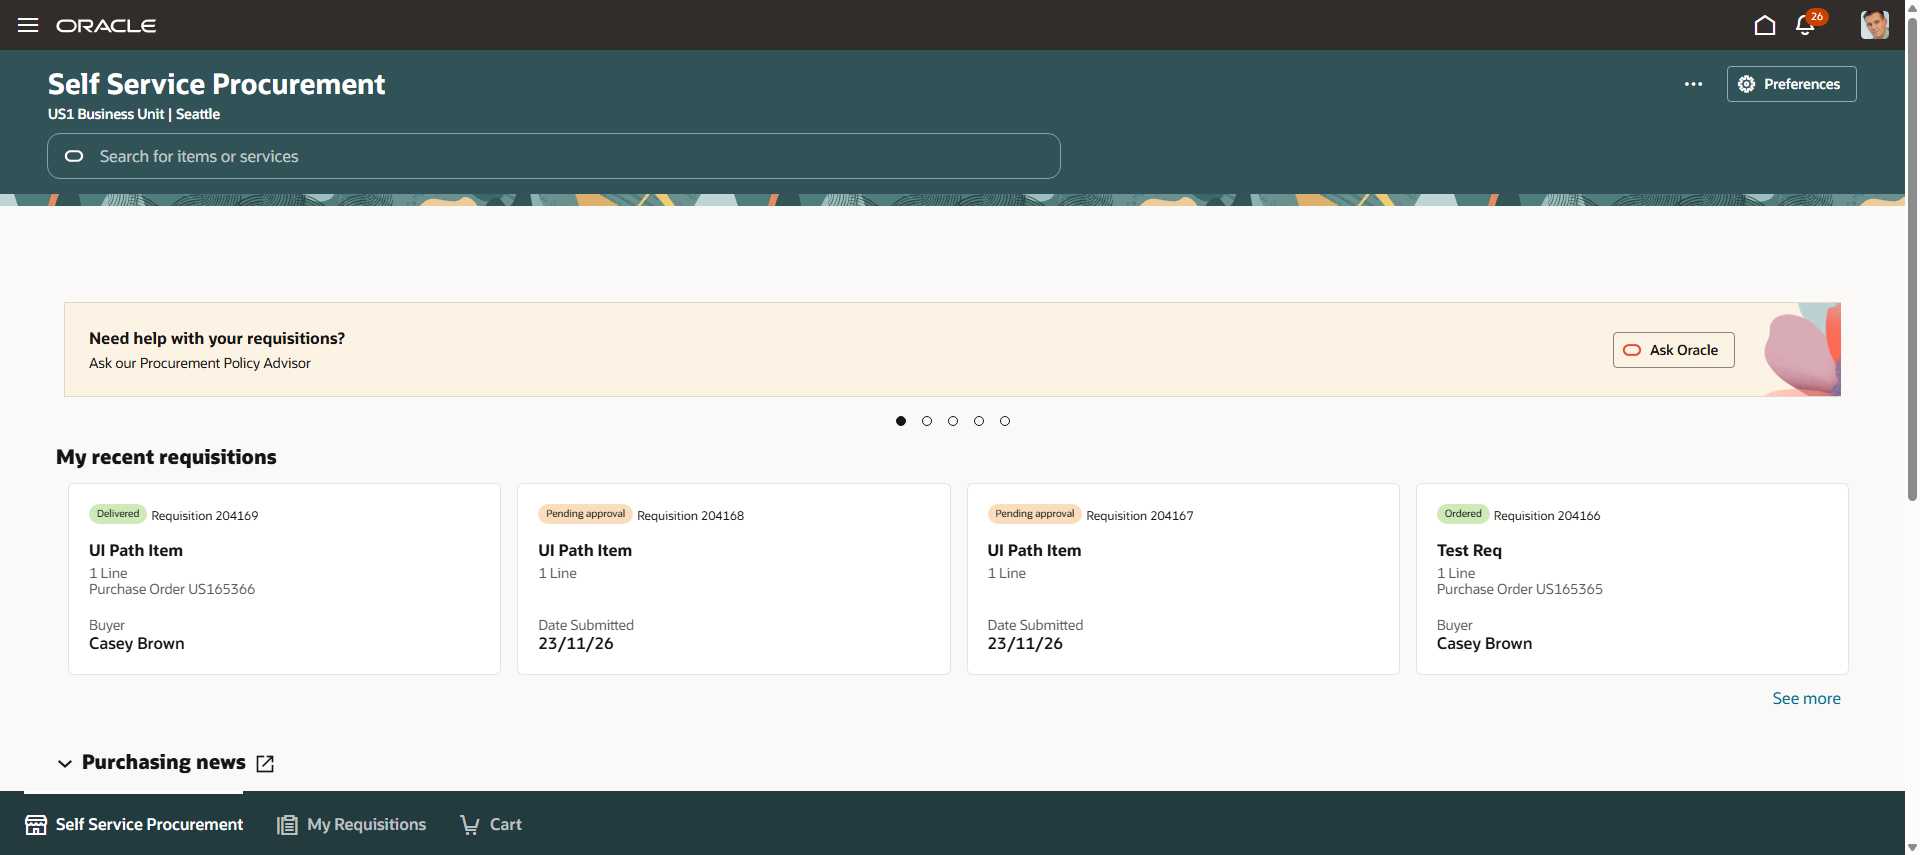 ORACLE
26
Self Service Procurement
Preferences
US1 Business Unit | Seattle
Search for items or services
Need help with your requisitions?
Ask our Procurement Policy Advisor
Ask Oracle
My recent requisitions
Delivered Requisition 204169
UI Path Item
1 Line
Purchase Order US165366
Buyer
Casey Brown
Pending approval Requisition 204168
UI Path Item
1 Line
Date Submitted
23/11/26
Pending approval Requisition 204167
UI Path Item
1 Line
Date Submitted
23/11/26
Ordered Requisition 204166
Test Req
1 Line
Purchase Order US165365
Buyer
Casey Brown
See more
Purchasing news
Self Service Procurement
My Requisitions
Cart